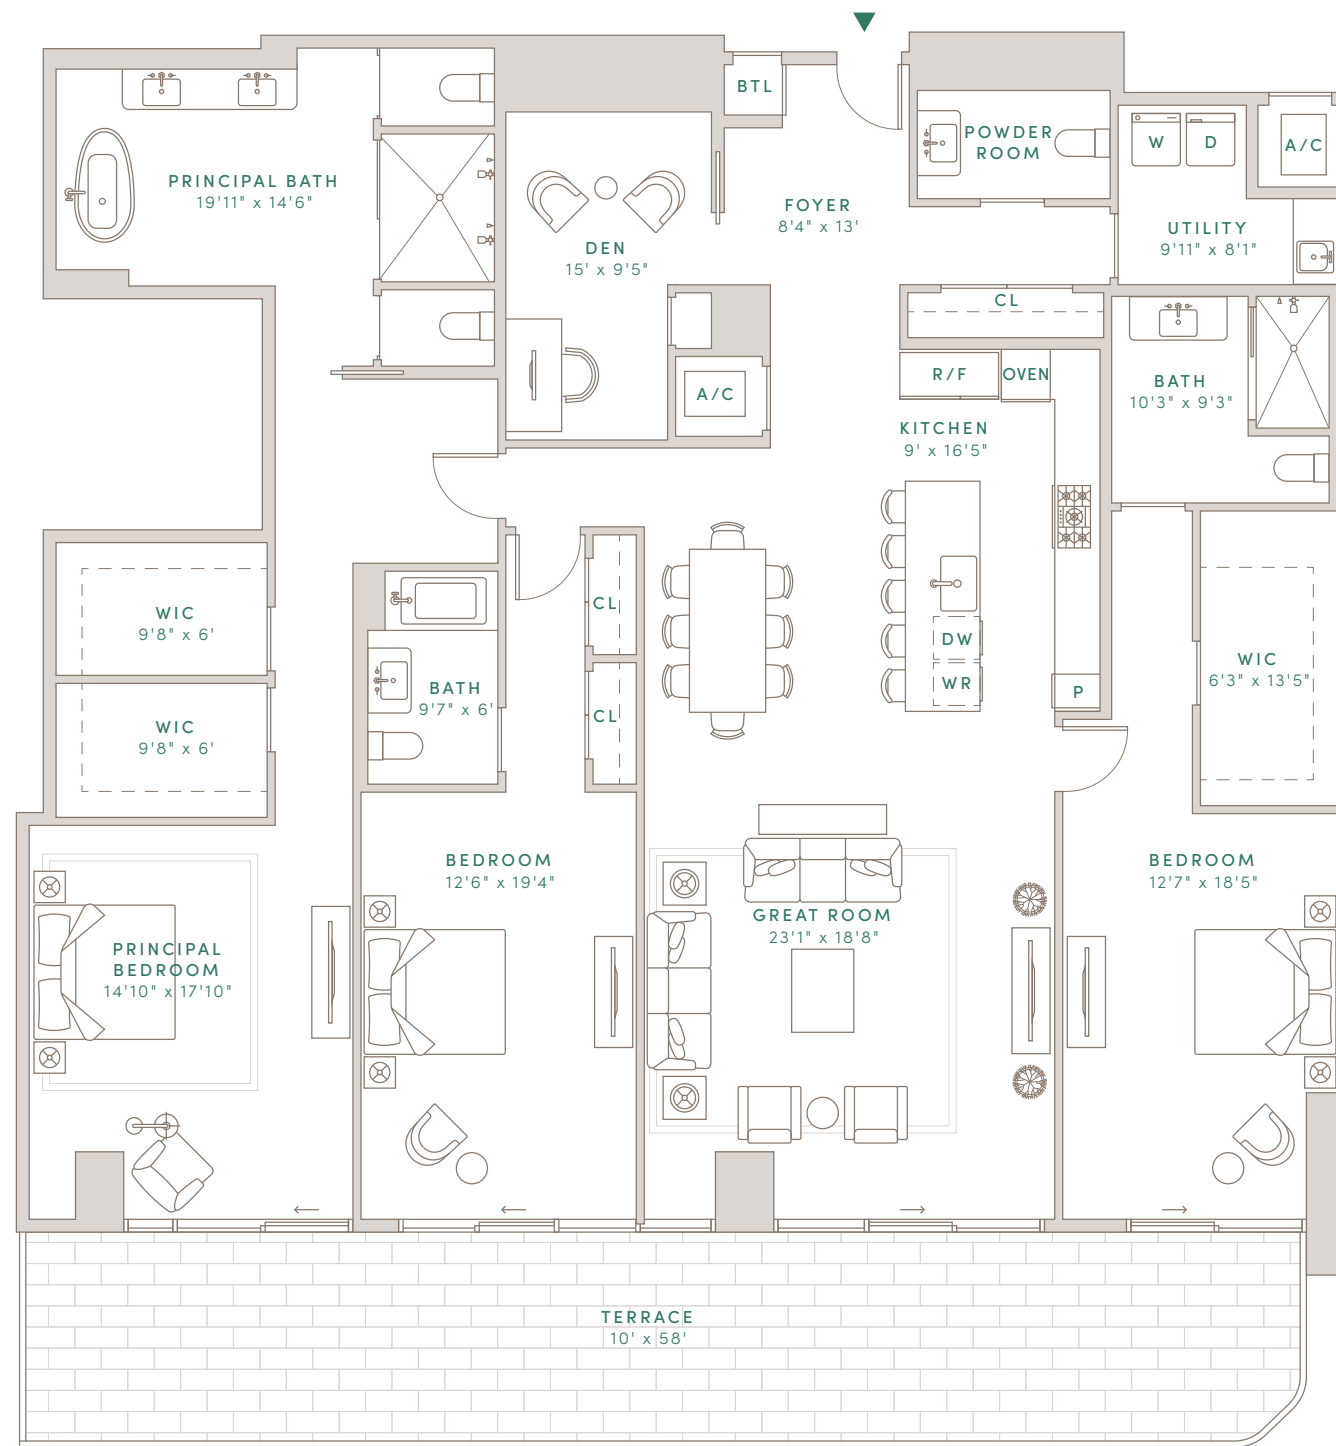 BTL
POWDER
ROOM
W
D
A/C
PRINCIPAL BATH
19'11" x 14'6"
FOYER
8'4" x 13'
UTILITY
9'11" x 8'1"
DEN
15' x 9'5"
CL
R/F
OVEN
A/C
BATH
10'3" x 9'3"
KITCHEN
9' x 16'5"
WIC
9'8" x 6'
CL
DW
WIC
6'3" x 13'5"
BATH
9'7" x 6'
WR
P
WIC
9'8" x 6'
CL
BEDROOM
12'6" x 19'4"
BEDROOM
12'7" x 18'5"
GREAT ROOM
23'1" x 18'8"
PRINCIPAL
BEDROOM
14'10" x 17'10"
TERRACE
10' x 58'